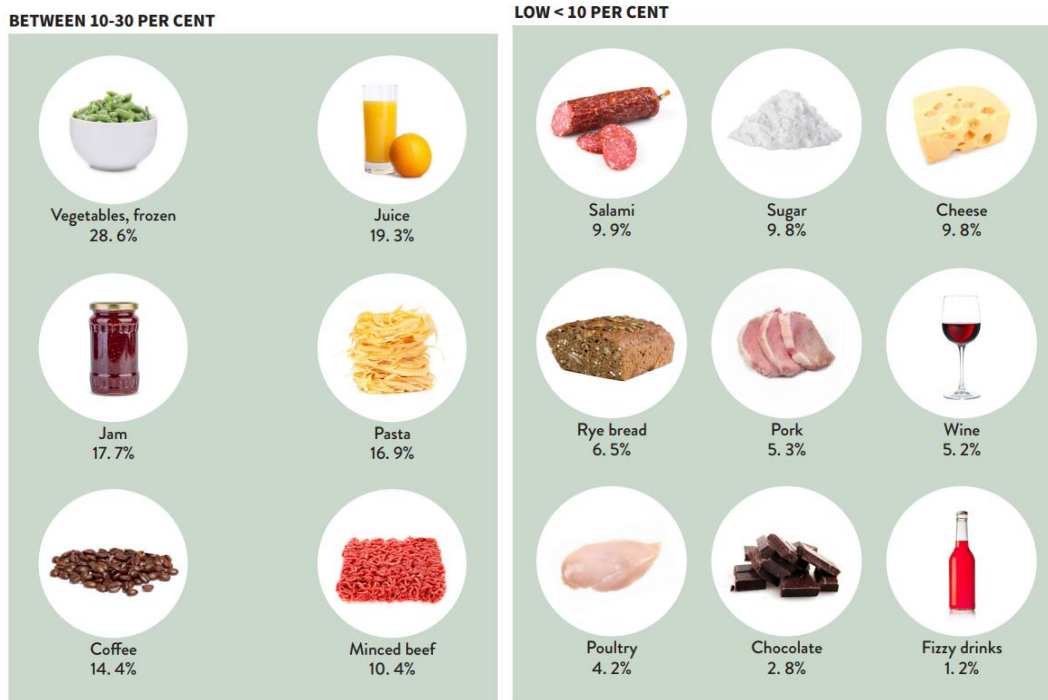 BETWEEN 10-30 PER CENT
Vegetables, frozen
28. 6%
Juice
19. 3%
Jam
17. 7%
Pasta
16. 9%
Coffee
14. 4%
Minced beef
10. 4%
LOW < 10 PER CENT
Salami
9. 9%
Sugar
9. 8%
Cheese
9. 8%
Rye bread
6. 5%
Pork
5. 3%
Wine
5. 2%
Poultry
4. 2%
Chocolate
2. 8%
Fizzy drinks
1. 2%